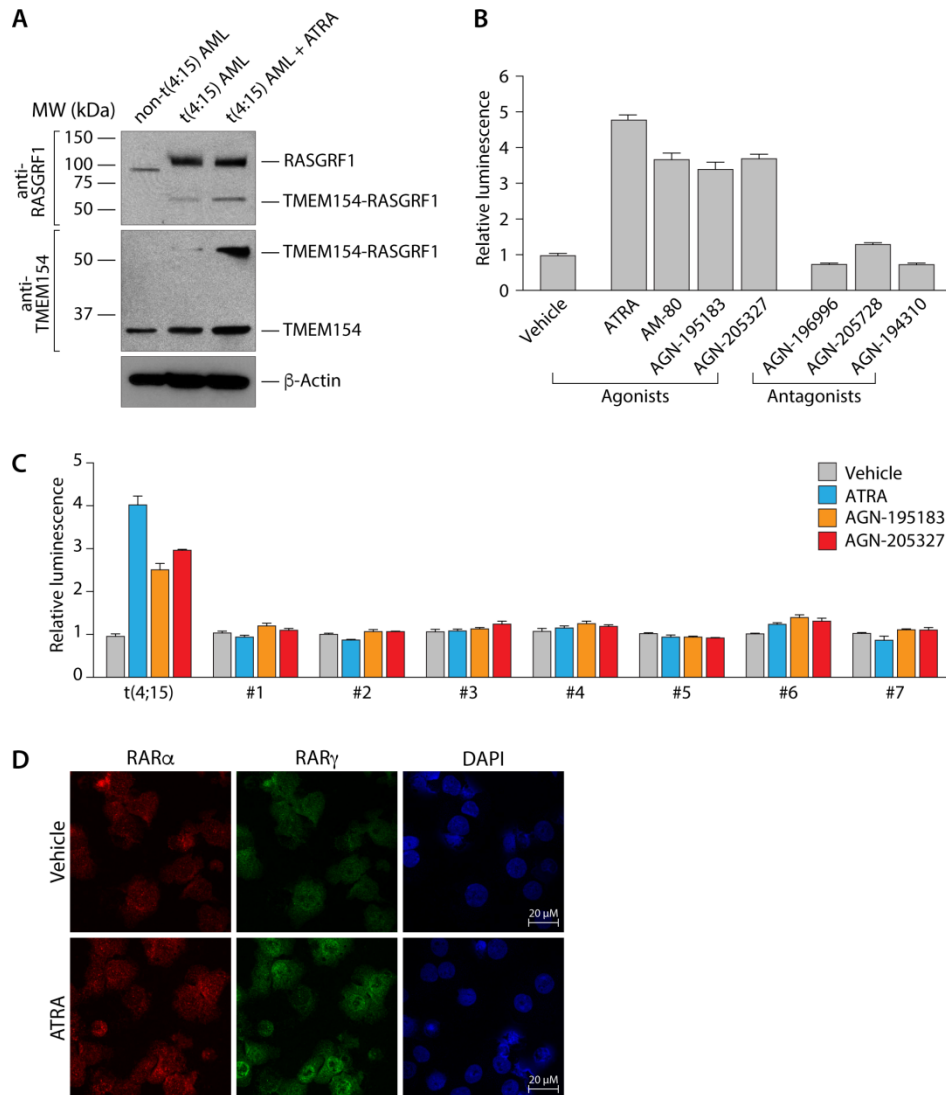 A
non-t(4:15) AML
t(4:15) AML
t(4:15) AML + ATRA
MW (kDa)
anti-
RASGRF1
150
100
75
50
RASGRF1
TMEM154-RASGRF1
anti-
TMEM154
50
37
TMEM154-RASGRF1
TMEM154
β-Actin
B
Relative luminescence
6
5
4
3
2
1
0
Vehicle
ATRA
AM-80
AGN-195183
AGN-205327
AGN-196996
AGN-205728
AGN-194310
Agonists
Antagonists
C
Relative luminescence
5
4
3
2
1
0
t(4;15)
#1
#2
#3
#4
#5
#6
#7
Vehicle
ATRA
AGN-195183
AGN-205327
D
RARα
RARγ
DAPI
Vehicle
20 μM
ATRA
20 μM